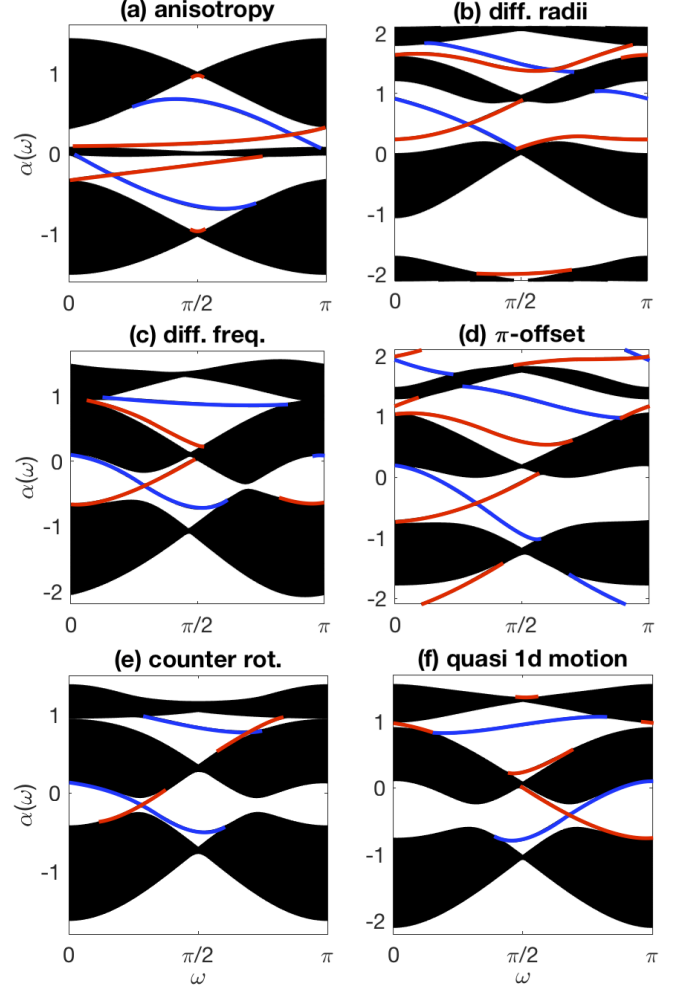 (a) anisotropy
(b) diff. radii
α(ω)
1
0
-1
0
π/2
π
2
1
0
-1
-2
0
π/2
π
(c) diff. freq.
(d) π-offset
α(ω)
1
0
-1
-2
0
π/2
π
2
1
0
-1
-2
0
π/2
π
(e) counter rot.
(f) quasi 1d motion
α(ω)
1
0
-1
0
π/2
π
ω
1
0
-1
-2
0
π/2
π
ω